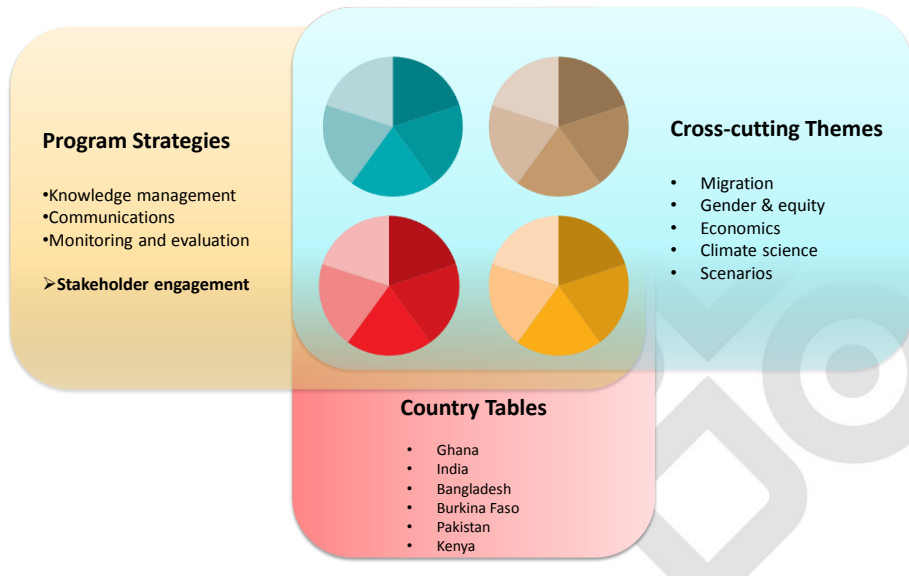 Program Strategies
•Knowledge management
•Communications
•Monitoring and evaluation
➢Stakeholder engagement
Cross-cutting Themes
• Migration
• Gender & equity
• Economics
• Climate science
• Scenarios
Country Tables
• Ghana
• India
• Bangladesh
• Burkina Faso
• Pakistan
• Kenya